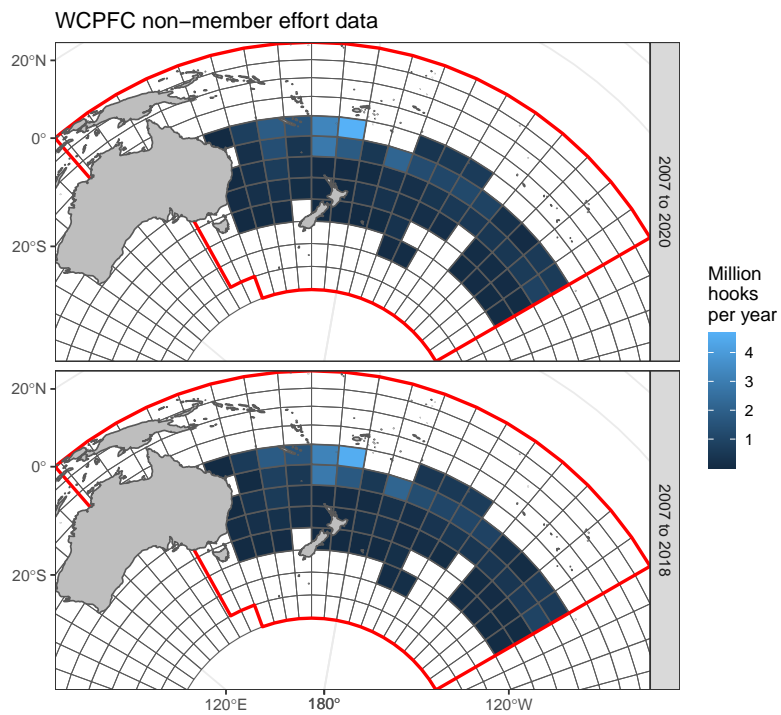 WCPFC non−member effort data
20°N
0°
20°S
2007 to 2020
20°N
0°
20°S
2007 to 2018
120°E
180°
120°W
Million
hooks
per year
4
3
2
1